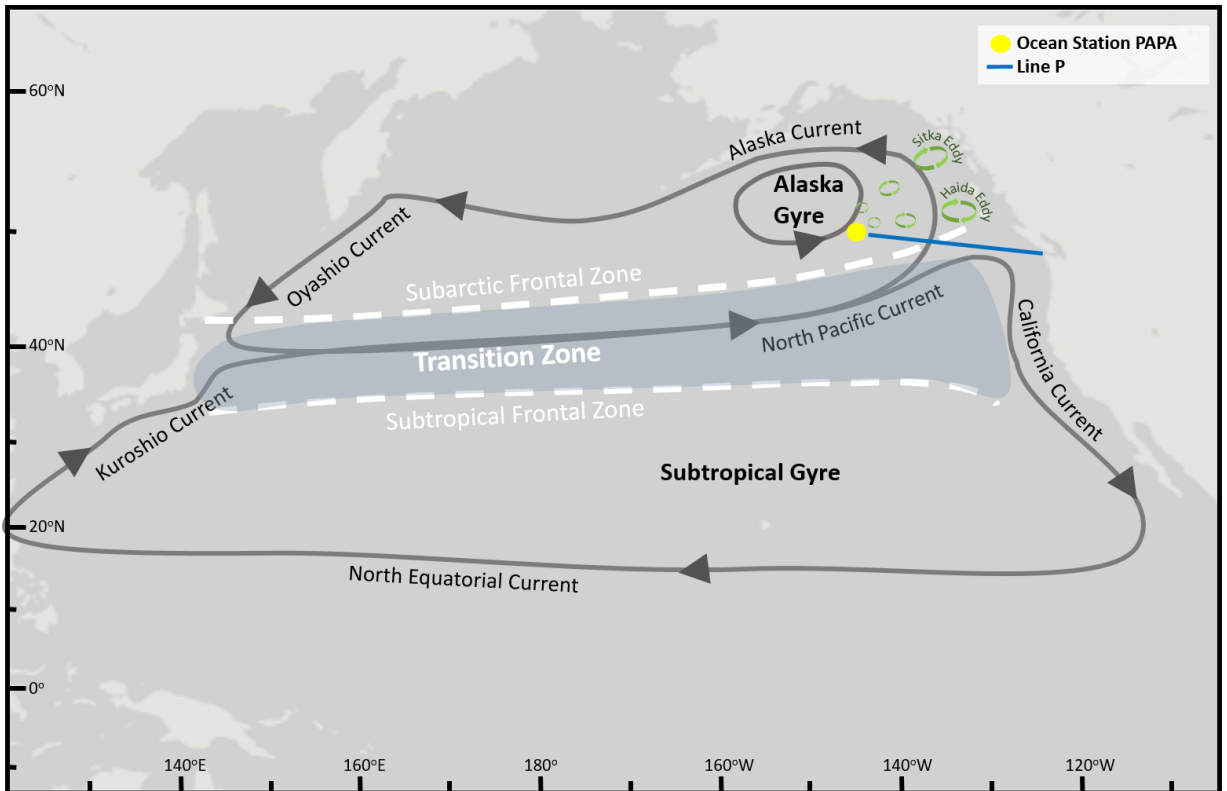 Ocean Station PAPA
Line P
60°N
Alaska Current
Sitka Eddy
Alaska
Gyre
Haida Eddy
Oyashio Current
Subarctic Frontal Zone
40°N
North Pacific Current
Transition Zone
California Current
Kuroshio Current
Subtropical Frontal Zone
Subtropical Gyre
20°N
North Equatorial Current
0°
140°E
160°E
180°
160°W
140°W
120°W